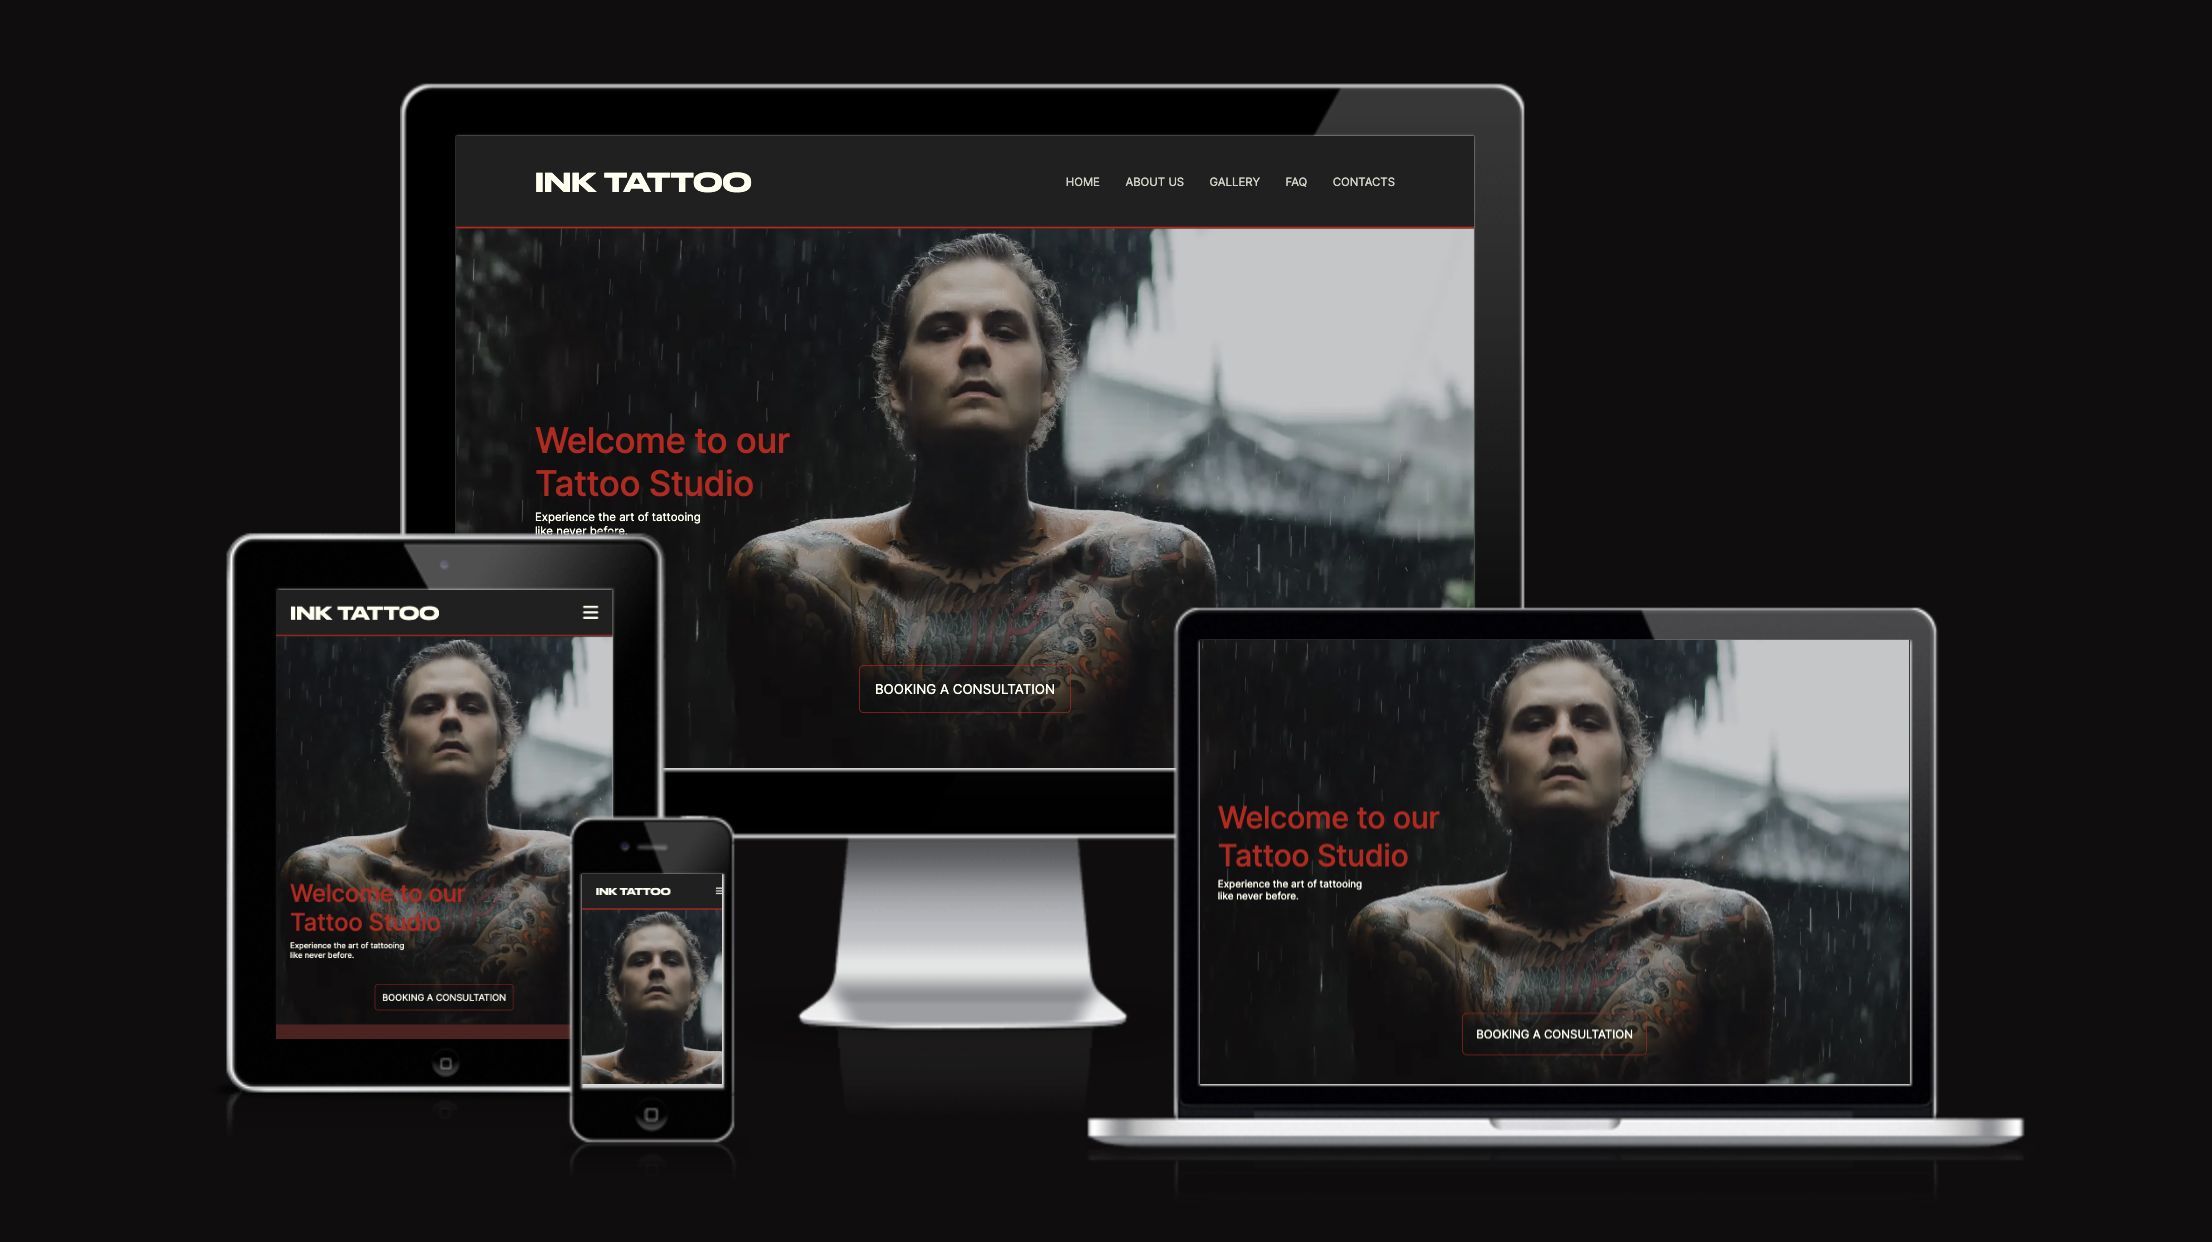 INK TATTOO
HOME ABOUT US GALLERY FAQ CONTACTS
Welcome to our
Tattoo Studio
Experience the art of tattooing
like never before.
BOOKING A CONSULTATION
INK TATTOO
Welcome to our
Tattoo Studio
Experience the art of tattooing
like never before.
BOOKING A CONSULTATION
INK TATTOO
Welcome to our
Tattoo Studio
Experience the art of tattooing
like never before.
BOOKING A CONSULTATION